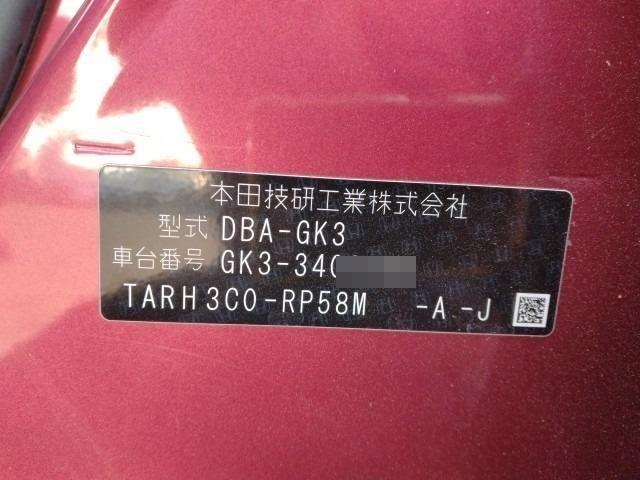 本田技研工業株式会社
型式 DBA-GK3
車台番号 GK3-340
TARH3C0-RP58M -A -J